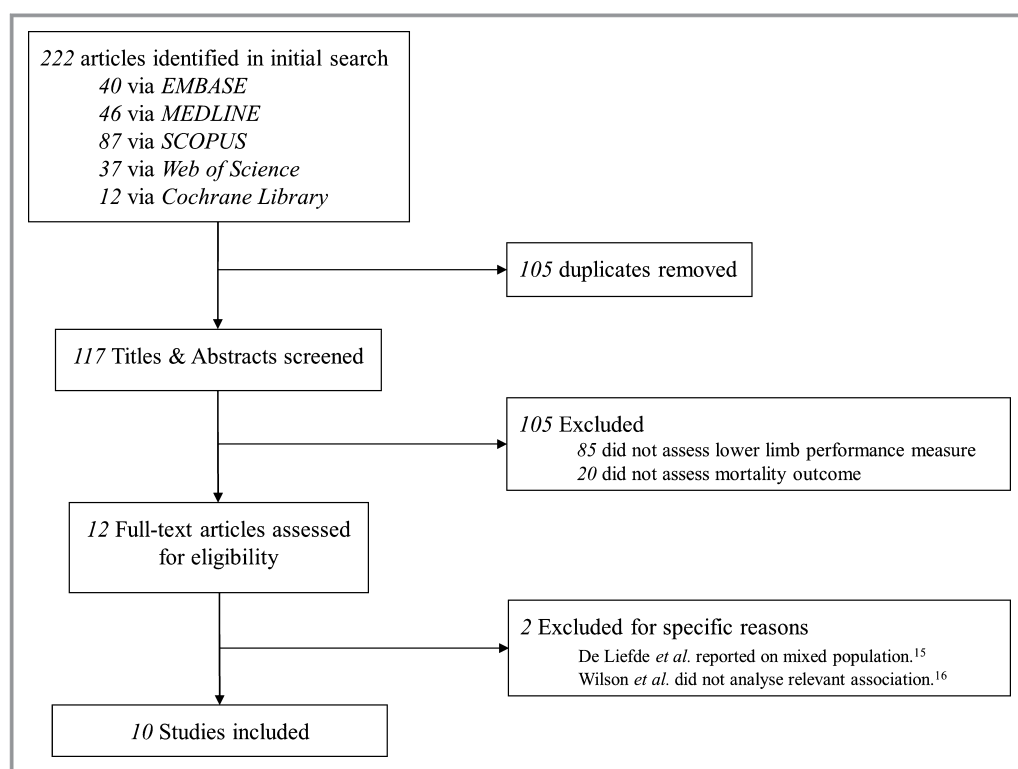 222 articles identified in initial search
40 via EMBASE
46 via MEDLINE
87 via SCOPUS
37 via Web of Science
12 via Cochrane Library
105 duplicates removed
117 Titles & Abstracts screened
105 Excluded
85 did not assess lower limb performance measure
20 did not assess mortality outcome
12 Full-text articles assessed
for eligibility
2 Excluded for specific reasons
De Liefde et al. reported on mixed population.15
Wilson et al. did not analyse relevant association.16
10 Studies included